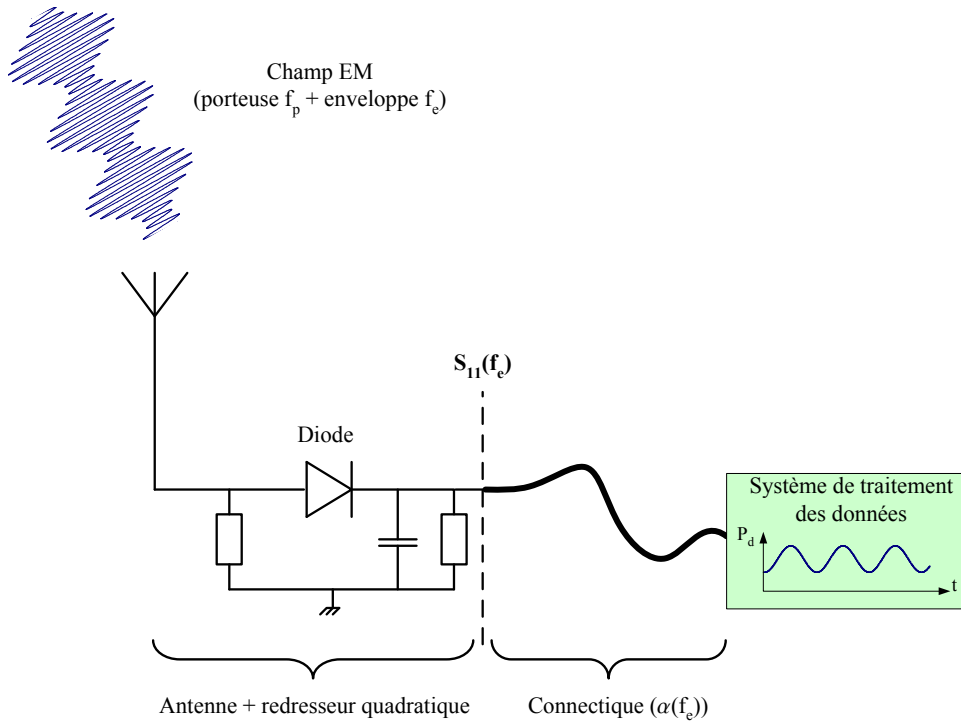 Champ EM
(porteuse f_p + enveloppe f_e)
S_11(f_e)
Diode
Système de traitement
des données
P_d
t
Antenne + redresseur quadratique
Connectique (α(f_e))